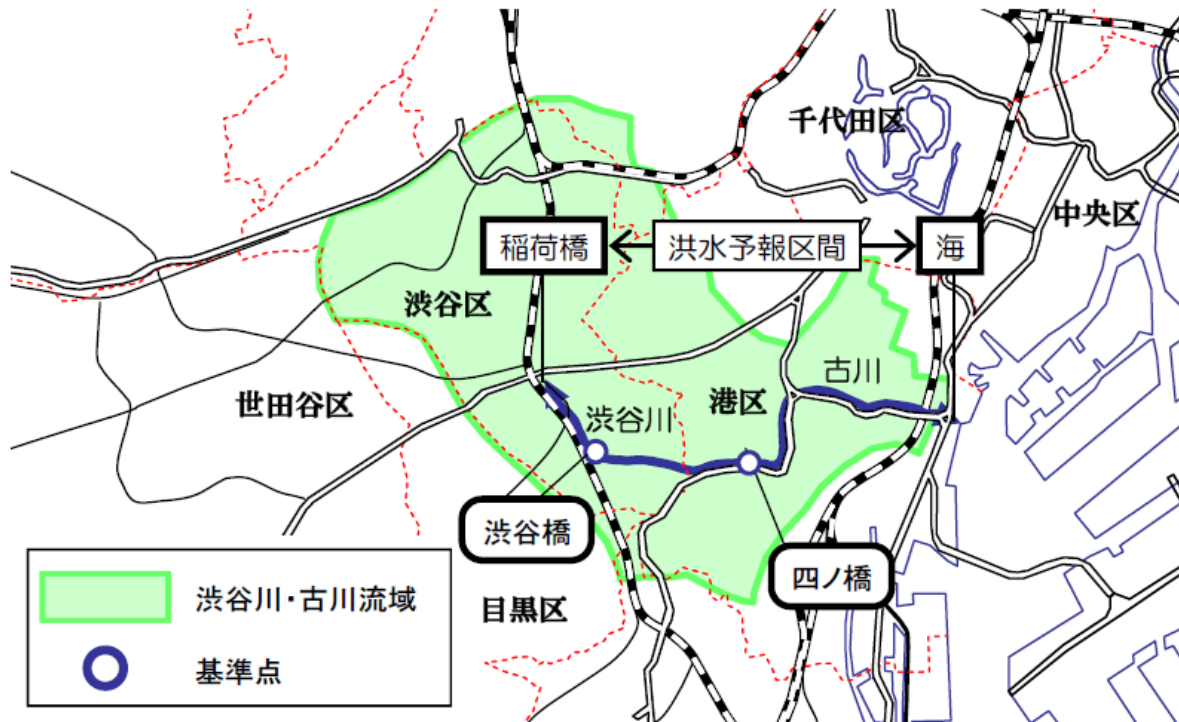 千代田区
中央区
稲荷橋
洪水予報区間
海
渋谷区
古川
世田谷区
港区
渋谷川
渋谷橋
四ノ橋
目黒区
渋谷川・古川流域
基準点